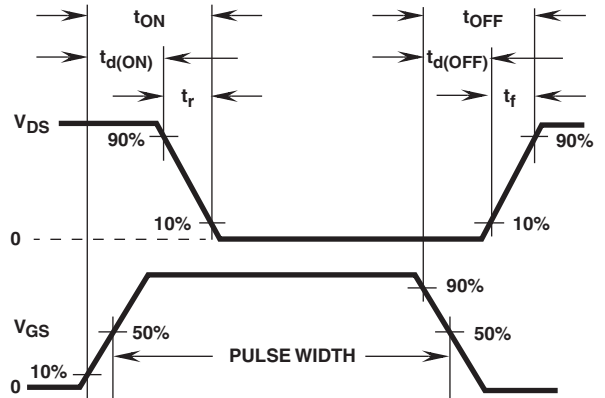 tON tOFF
td(ON) td(OFF)
tr tf
VDS
90% 90%
10% 10%
0
90%
VGS 50% 50%
PULSE WIDTH
10%
0